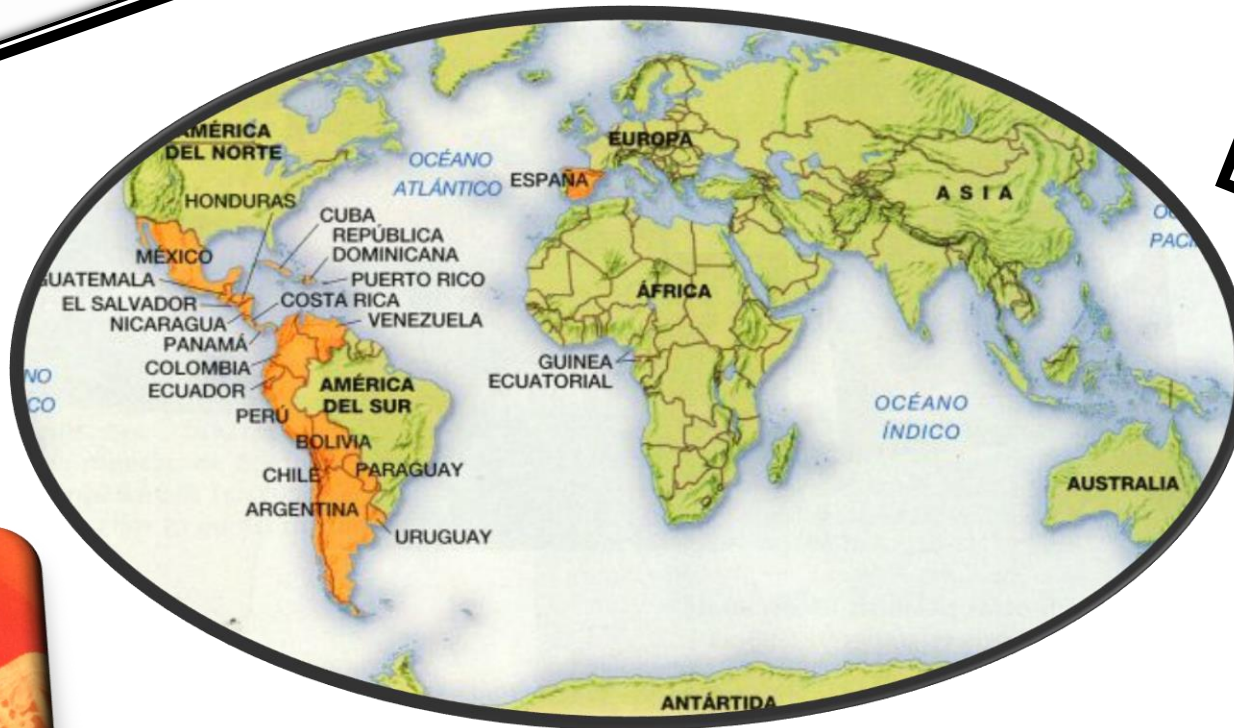 AMÉRICA
DEL NORTE
OCÉANO
ATLÁNTICO
EUROPA
ESPAÑA
ASIA
HONDURAS
CUBA
REPÚBLICA
DOMINICANA
PUERTO RICO
MÉXICO
GUATEMALA
EL SALVADOR
COSTA RICA
NICARAGUA
VENEZUELA
PANAMÁ
COLOMBIA
ECUADOR
ÁFRICA
GUINEA
ECUATORIAL
AMÉRICA
DEL SUR
PERÚ
BOLIVIA
CHILE
PARAGUAY
ARGENTINA
URUGUAY
OCÉANO
ÍNDICO
AUSTRALIA
ANTÁRTIDA